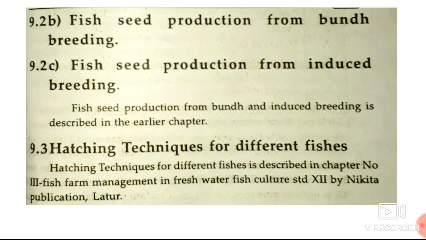 9.2b) Fish seed production from bundh
breeding.
9.2c) Fish seed production from induced
breeding.
Fish seed production from bundh and induced breeding is
described in the earlier chapter.
9.3Hatching Techniques for different fishes
Hatching Techniques for different fishes is described in chapter No
III-fish farm management in fresh water fish culture std XII by Nikita
publication, Latur.